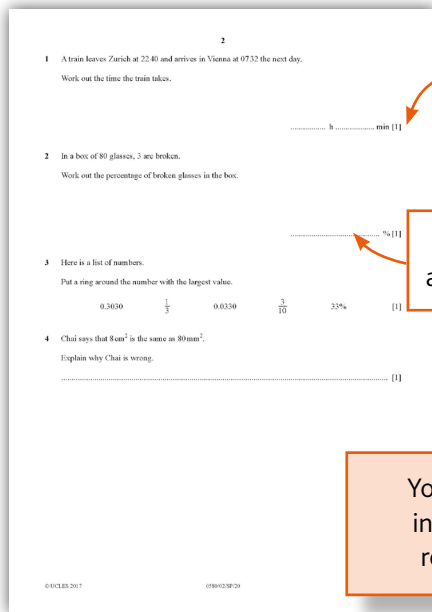 2
1 A train leaves Zurich at 22 40 and arrives in Vienna at 07 32 the next day.
Work out the time the train takes.
.................. h .................. min [1]
2 In a box of 80 glasses, 3 are broken.
Work out the percentage of broken glasses in the box.
.................. % [1]
a
3 Here is a list of numbers.
Put a ring around the number with the largest value.
0.3030 1/3 0.0330 3/10 33% [1]
4 Chai says that 8 cm² is the same as 80 mm².
Explain why Chai is wrong.
.................. [1]
Yo
in
re
© UCLES 2017 0580/02/SP/20